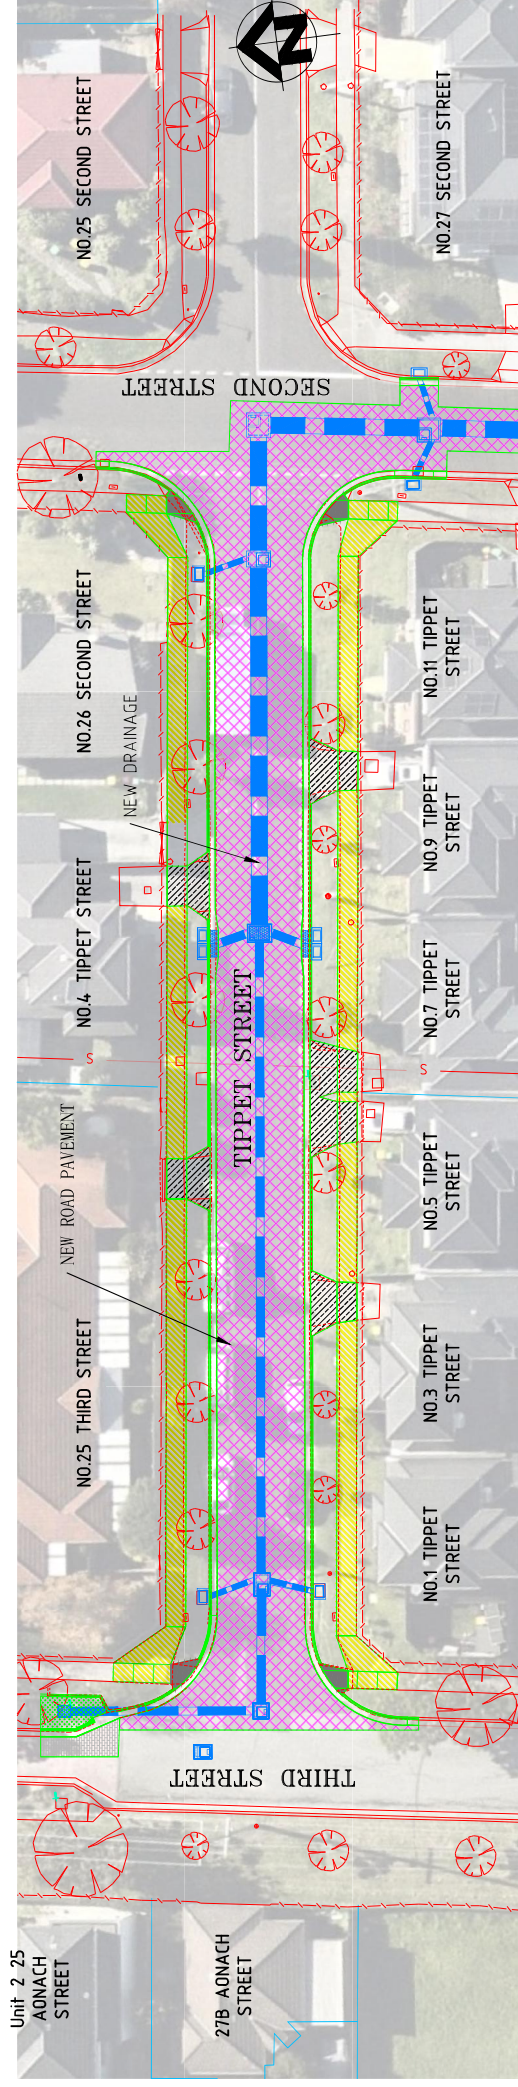 N
NO.25 SECOND STREET
NO.27 SECOND STREET
SECOND STREET
NO.26 SECOND STREET
NO.11 TIPPET
STREET
NEW DRAINAGE
NO.9 TIPPET
STREET
NO.4 TIPPET STREET
NO.7 TIPPET
STREET
TIPPET STREET
S
S
NEW ROAD PAVEMENT
NO.5 TIPPET
STREET
NO.25 THIRD STREET
NO.3 TIPPET
STREET
NO.1 TIPPET
STREET
THIRD STREET
Unit 2 25
AONACH
STREET
27B AONACH
STREET